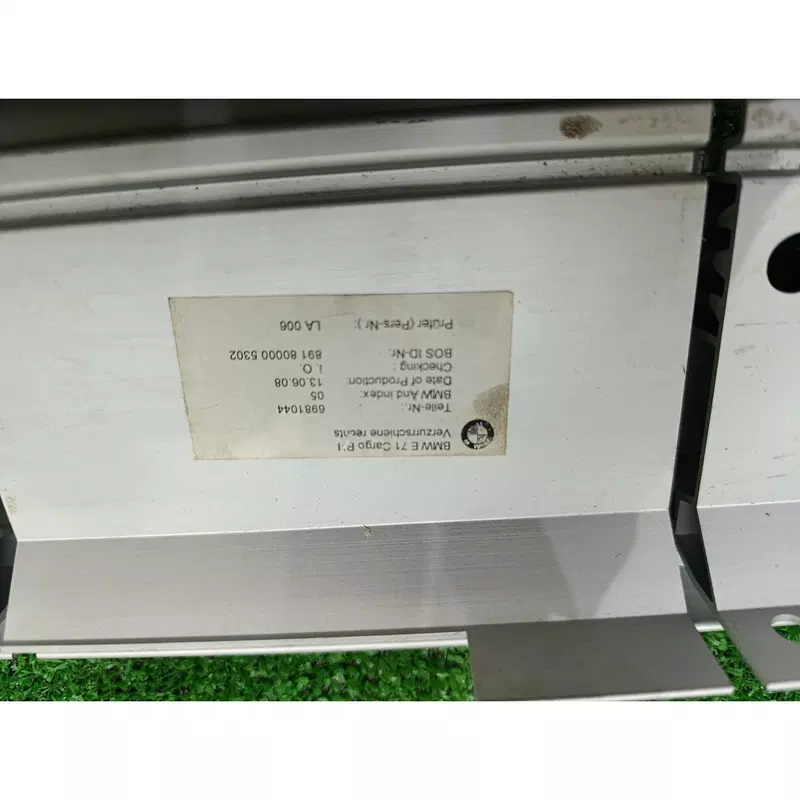 BMW E 71 Cargo
Verzurrschiene rechts
Teile-Nr.: 6981044
BMW And index: 05
Date of Production: 13.06.08
Checking: i. O.
BOS ID-Nr. 891 80000 5302
Prüfer (Pers-Nr.): LA 006